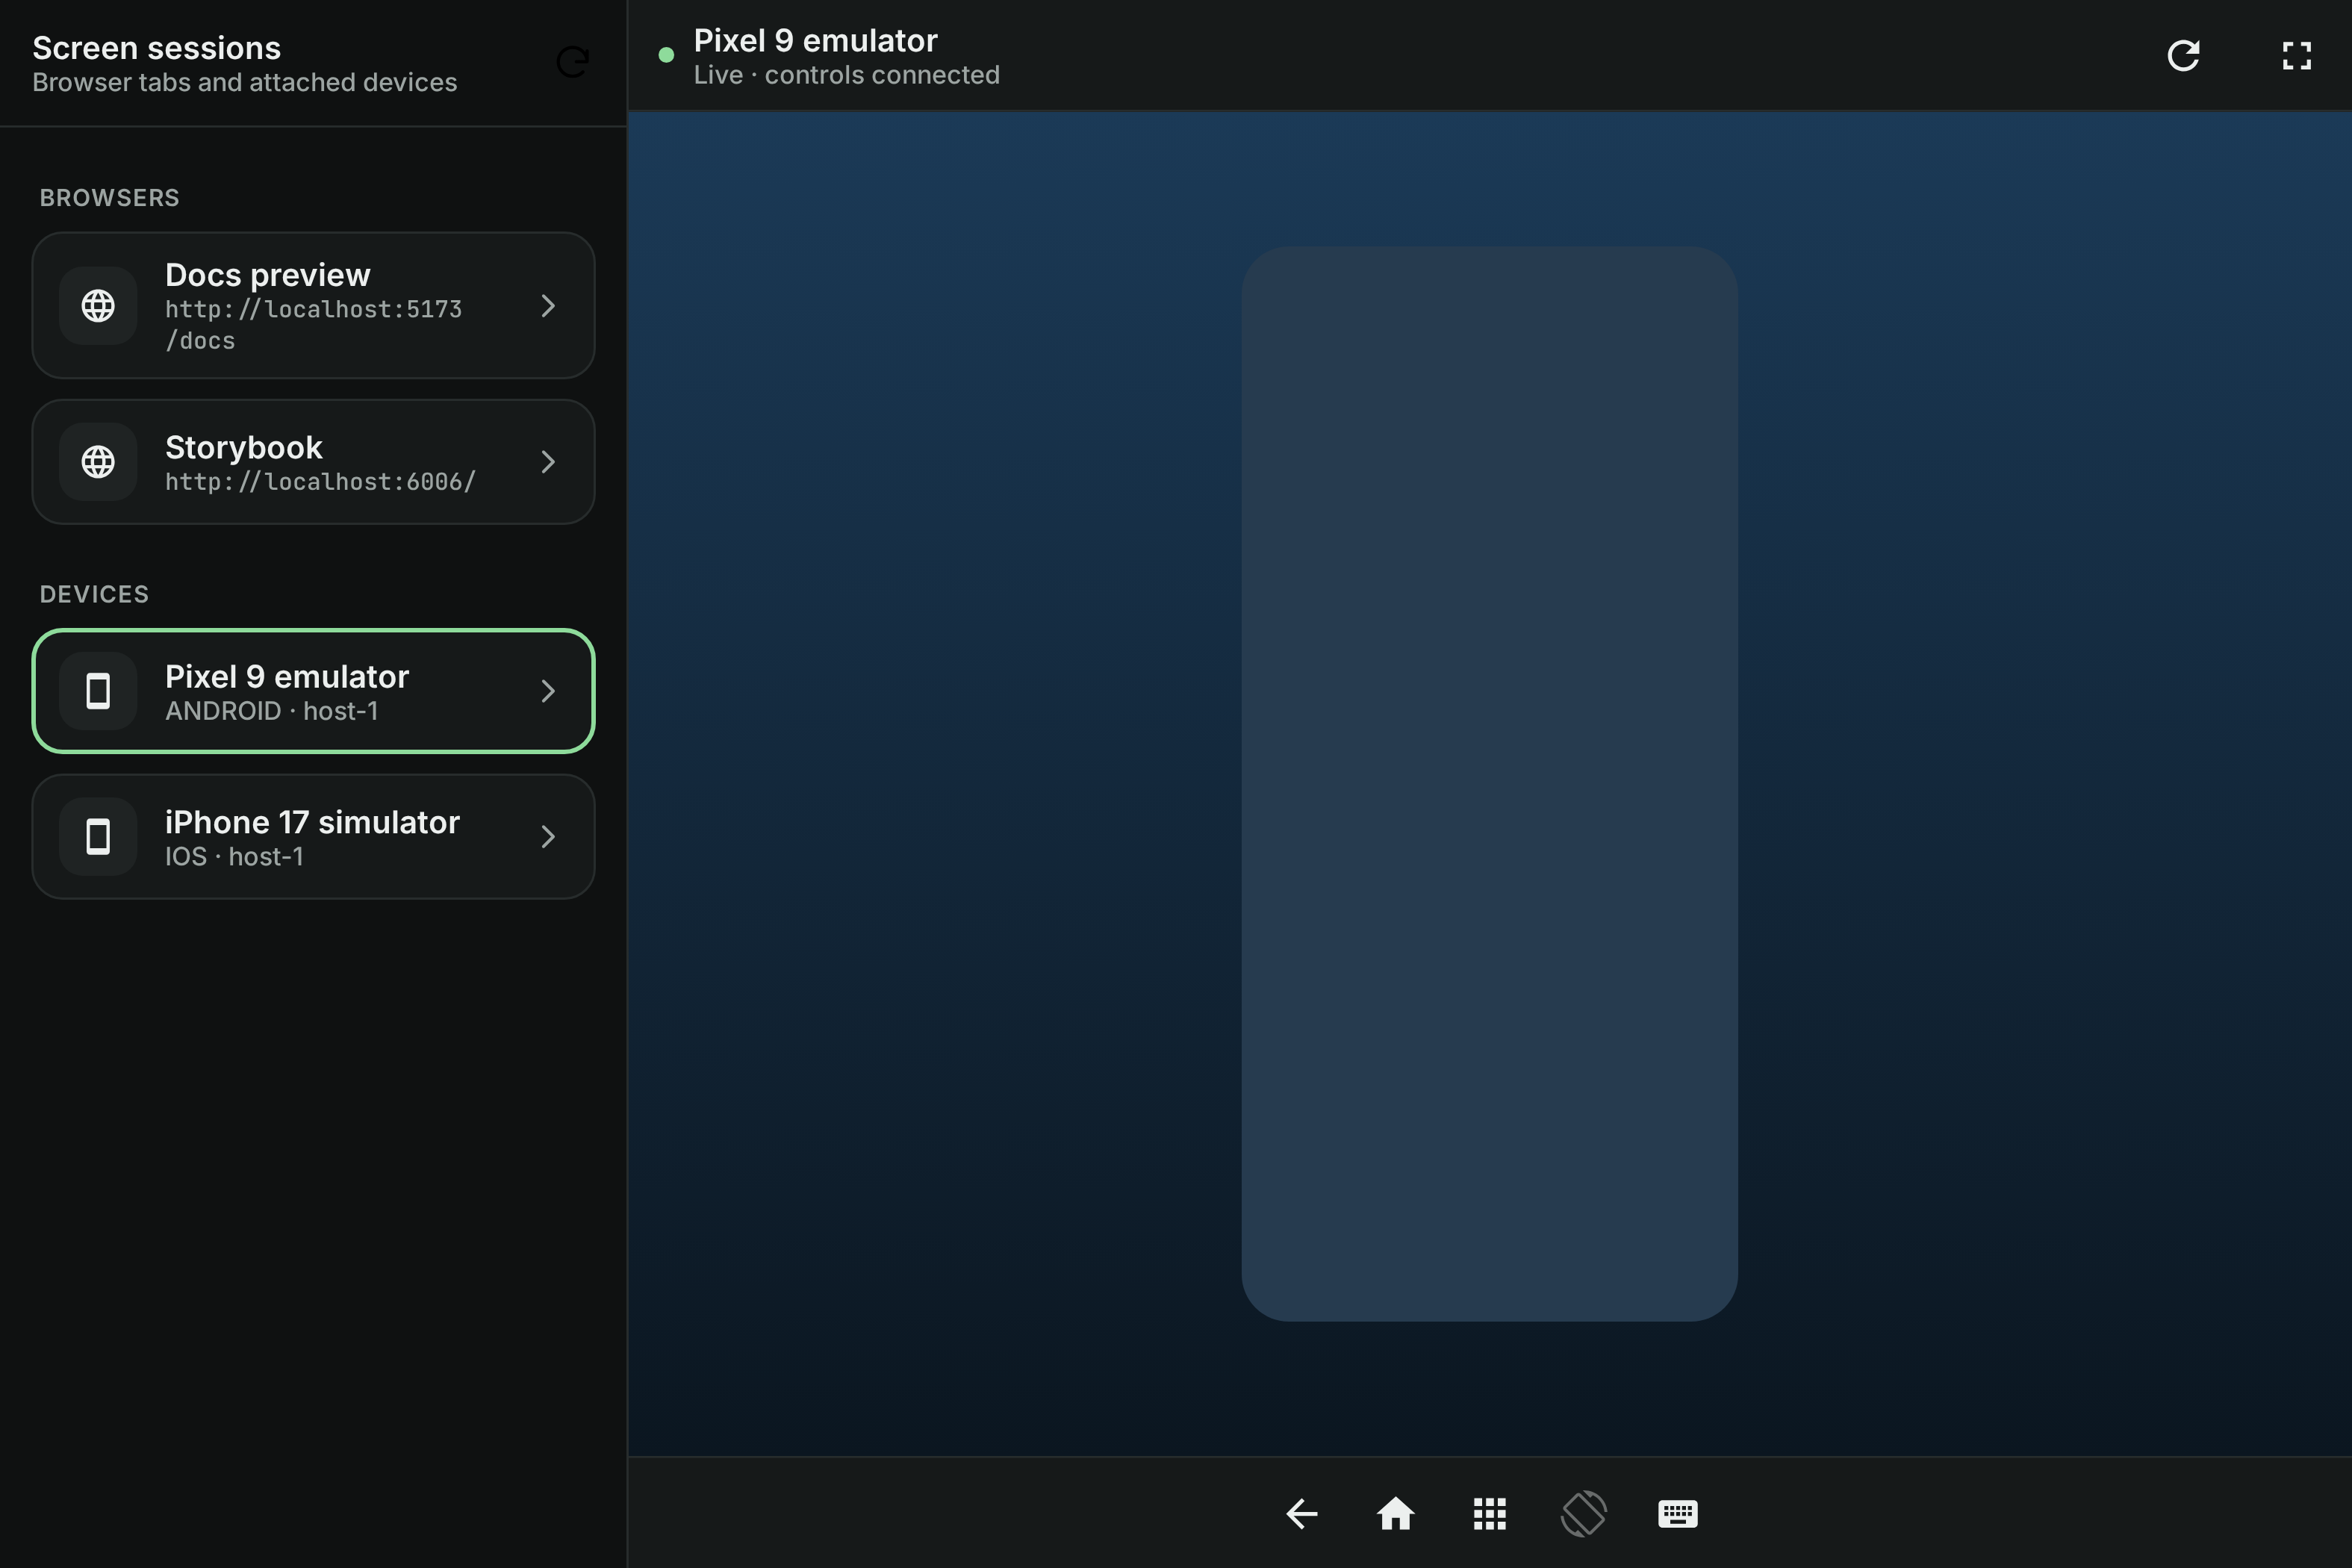 Screen sessions
Browser tabs and attached devices
BROWSERS
Docs preview
http://localhost:5173
/docs
Storybook
http://localhost:6006/
DEVICES
Pixel 9 emulator
ANDROID · host-1
iPhone 17 simulator
IOS · host-1
Pixel 9 emulator
Live · controls connected